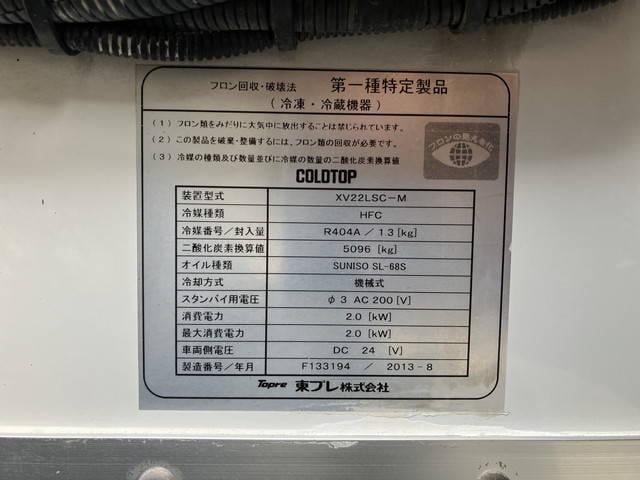 フロン回収・破壊法 第一種特定製品
(冷凍・冷蔵機器)
(1) フロン類をみだりに大気中に放出することは禁じられています。
(2) この製品を破棄・整備するには、フロン類の回収が必要です。
(3) 冷媒の種類及び数量並びに冷媒の数量の二酸化炭素換算値
フロンの見える化
COLDTOP
装置型式 XV22LSC-M
冷媒種類 HFC
冷媒番号/封入量 R404A / 1.3 [kg]
二酸化炭素換算値 5096 [kg]
オイル種類 SUNISO SL-68S
冷却方式 機械式
スタンバイ用電圧 φ3 AC 200 [V]
消費電力 2.0 [kW]
最大消費電力 2.0 [kW]
車両側電圧 DC 24 [V]
製造番号/年月 F133194 / 2013-8
Topre 東プレ株式会社